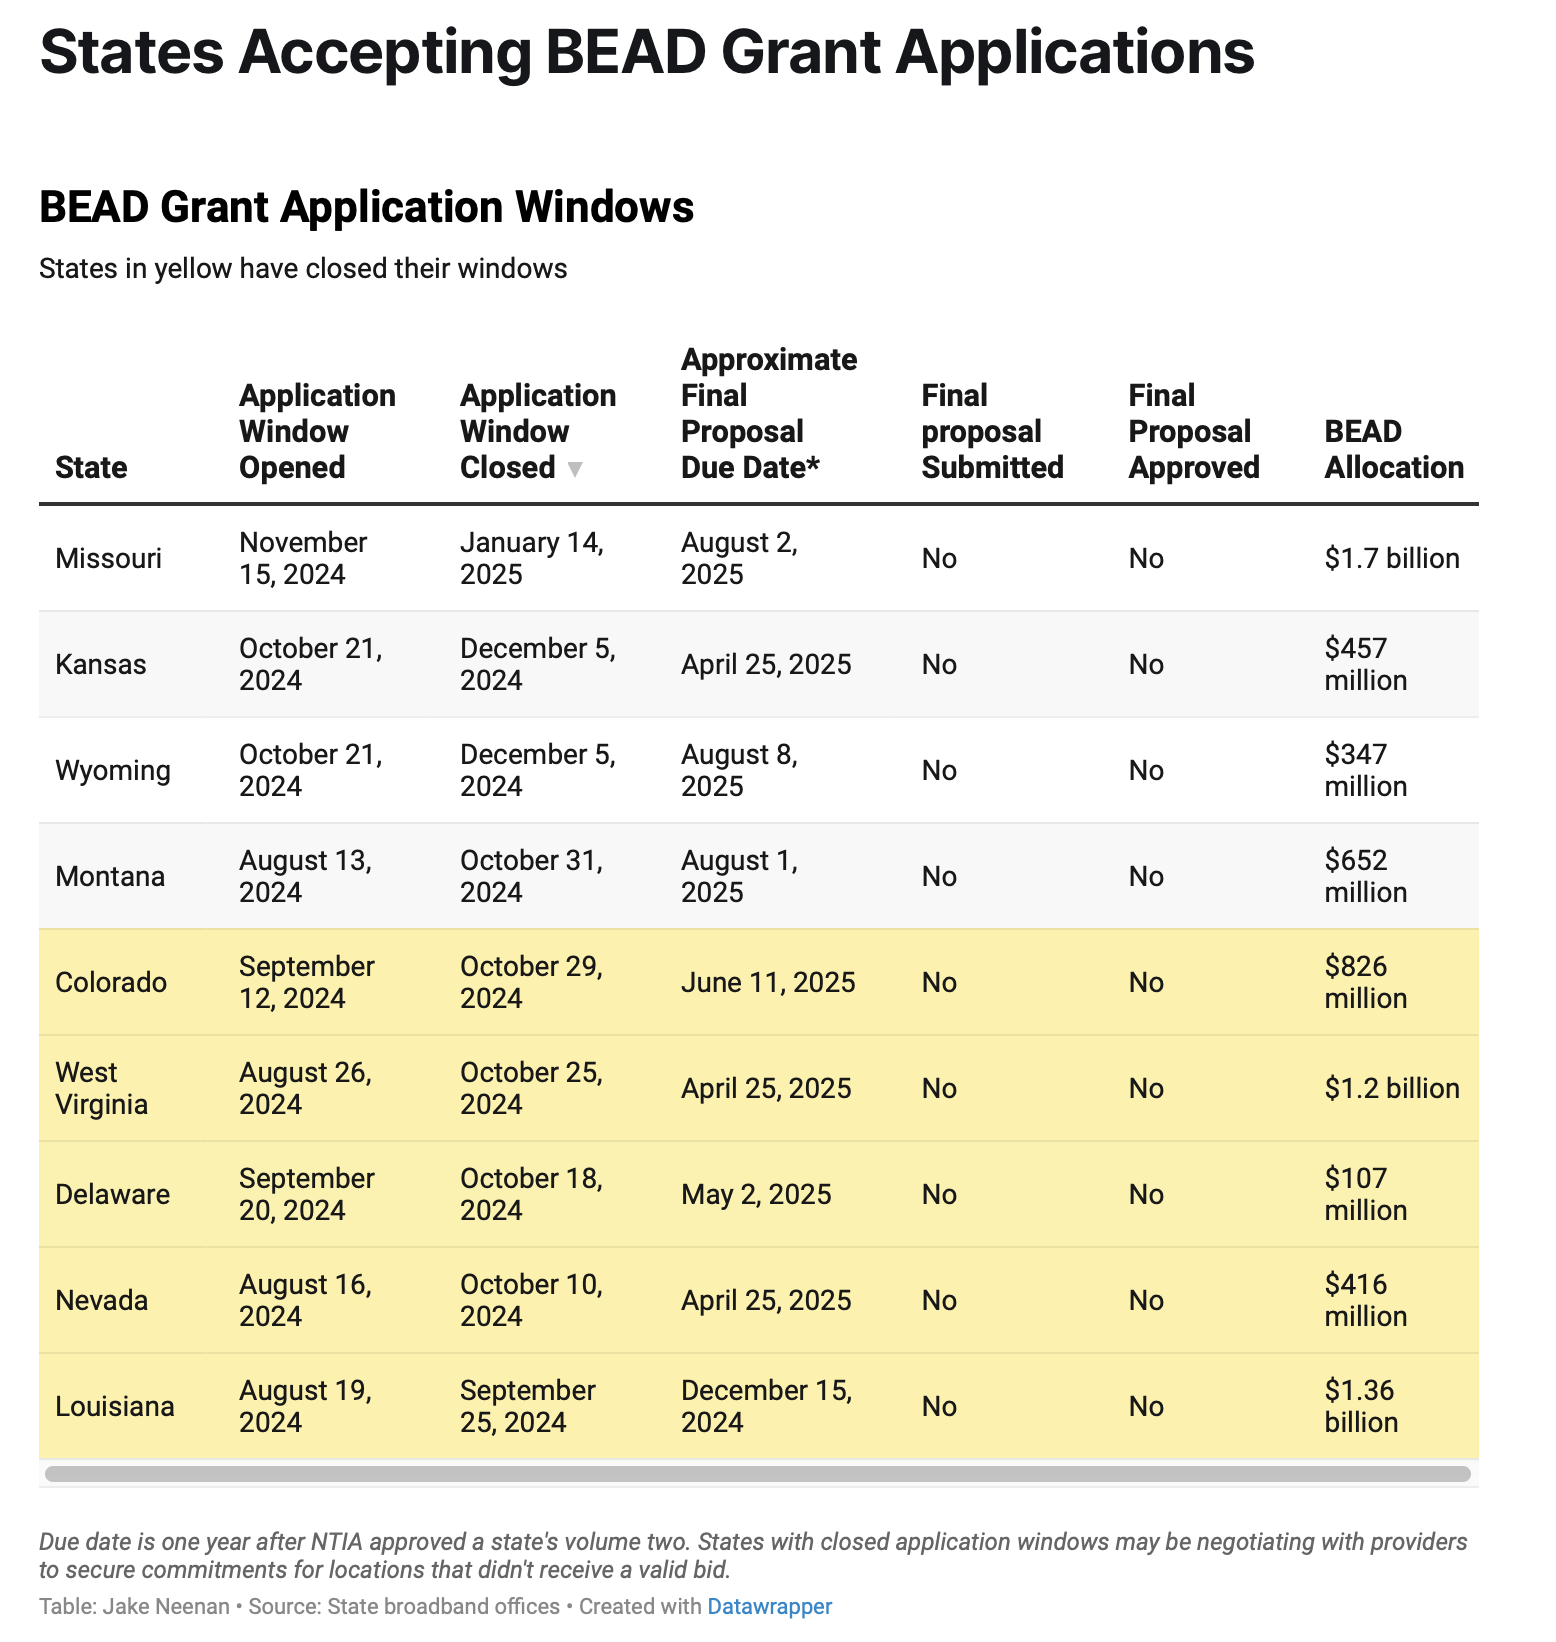 States Accepting BEAD Grant Applications
BEAD Grant Application Windows
States in yellow have closed their windows
State
Application
Window
Opened
Application
Window
Closed ▼
Approximate
Final
Proposal
Due Date*
Final
proposal
Submitted
Final
Proposal
Approved
BEAD
Allocation
Missouri
November
15, 2024
January 14,
2025
August 2,
2025
No
No
$1.7 billion
Kansas
October 21,
2024
December 5,
2024
April 25, 2025
No
No
$457
million
Wyoming
October 21,
2024
December 5,
2024
August 8,
2025
No
No
$347
million
Montana
August 13,
2024
October 31,
2024
August 1,
2025
No
No
$652
million
Colorado
September
12, 2024
October 29,
2024
June 11, 2025
No
No
$826
million
West
Virginia
August 26,
2024
October 25,
2024
April 25, 2025
No
No
$1.2 billion
Delaware
September
20, 2024
October 18,
2024
May 2, 2025
No
No
$107
million
Nevada
August 16,
2024
October 10,
2024
April 25, 2025
No
No
$416
million
Louisiana
August 19,
2024
September
25, 2024
December 15,
2024
No
No
$1.36
billion
Due date is one year after NTIA approved a state's volume two. States with closed application windows may be negotiating with providers
to secure commitments for locations that didn't receive a valid bid.
Table: Jake Neenan • Source: State broadband offices • Created with Datawrapper